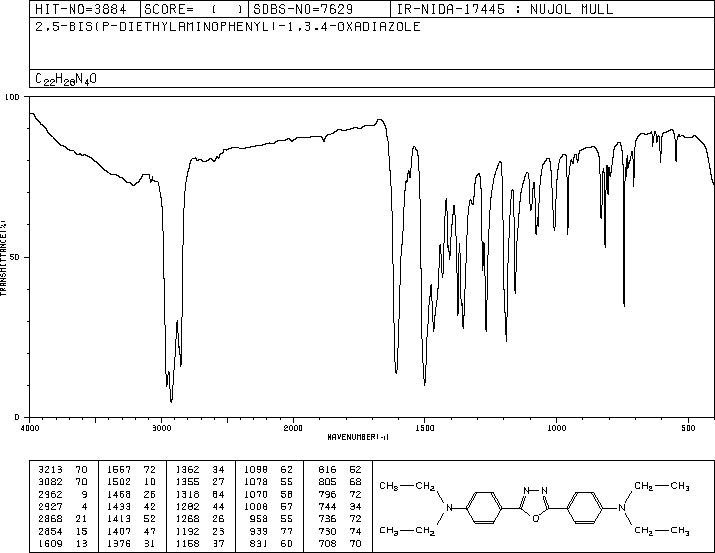 HIT-NO=3884 SCORE= ( ) SDBS-NO=7629 IR-NIDA-17445 : NUJOL MULL
2,5-BIS(P-DIETHYLAMINOPHENYL)-1,3,4-OXADIAZOLE
C22H28N4O
100
TRANSMITTANCE(%)
50
0
4000 3000 2000 1500 1000 500
WAVENUMBER(-1)
3213 70 1567 72 1362 34 1098 62 816 52
3082 70 1502 10 1355 27 1078 55 805 68
2962 9 1468 26 1318 64 1070 58 796 72
2927 4 1433 42 1282 44 1008 57 744 34
2868 21 1413 52 1268 26 958 55 736 72
2854 15 1407 47 1192 23 939 77 730 74
1609 13 1376 31 1158 37 831 60 708 70
CH3 CH2 N N CH2 CH3
N O N
CH3 CH2 CH2 CH3